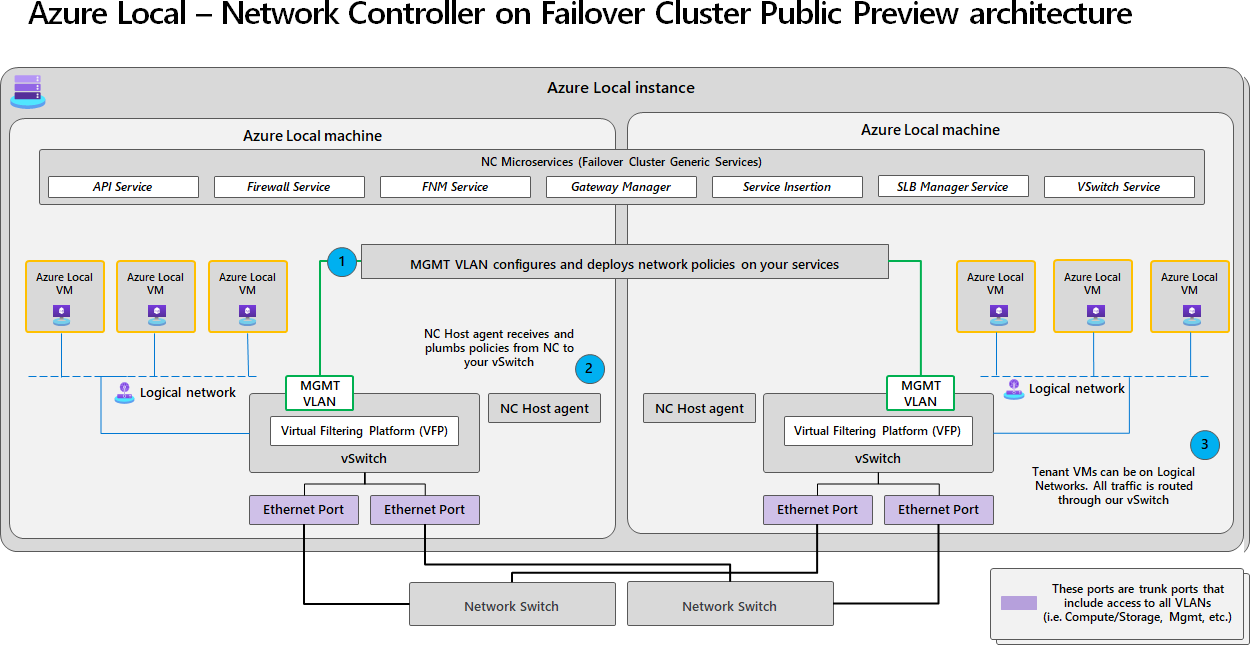 Azure Local – Network Controller on Failover Cluster Public Preview architecture
Azure Local instance
Azure Local machine
Azure Local machine
NC Microservices (Failover Cluster Generic Services)
API Service
Firewall Service
FNM Service
Gateway Manager
Service Insertion
SLB Manager Service
VSwitch Service
1
MGMT VLAN configures and deploys network policies on your services
Azure Local
VM
Azure Local
VM
Azure Local
VM
Azure Local
VM
Azure Local
VM
Azure Local
VM
NC Host agent receives and
plumbs policies from NC to
your vSwitch
2
Logical network
MGMT
VLAN
NC Host agent
NC Host agent
MGMT
VLAN
Logical network
Virtual Filtering Platform (VFP)
vSwitch
Virtual Filtering Platform (VFP)
vSwitch
3
Tenant VMs can be on Logical
Networks. All traffic is routed
through our vSwitch
Ethernet Port
Ethernet Port
Ethernet Port
Ethernet Port
Network Switch
Network Switch
These ports are trunk ports that
include access to all VLANs
(i.e. Compute/Storage, Mgmt, etc.)